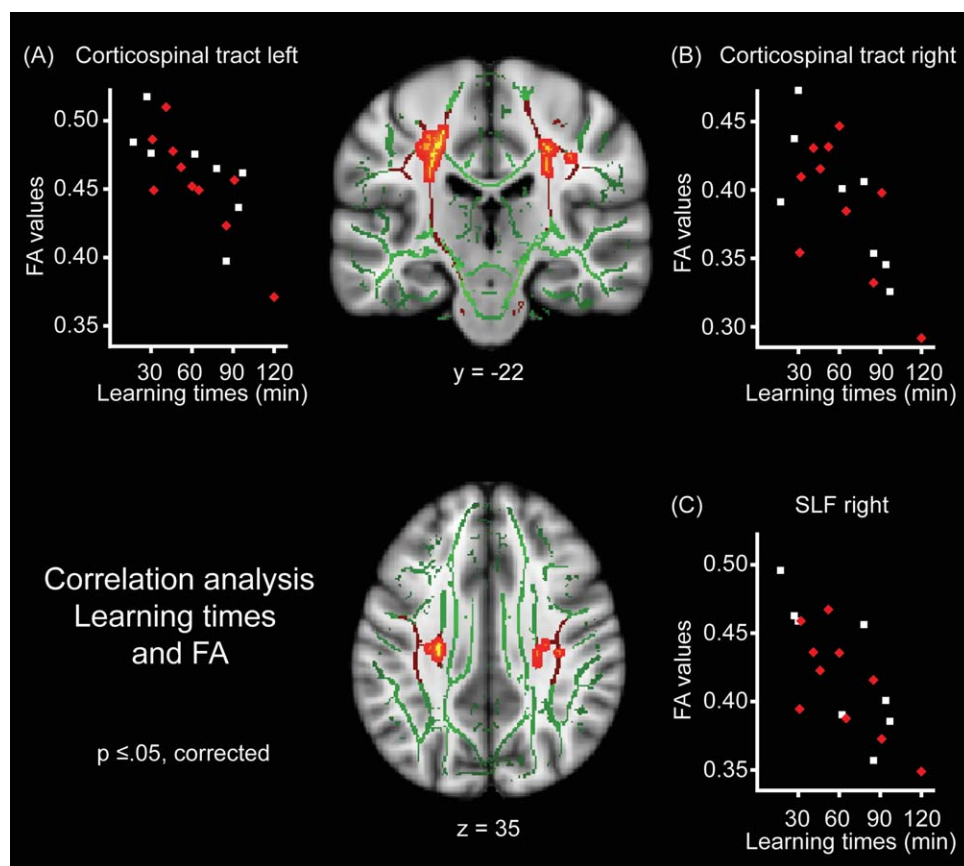 (A) Corticospinal tract left
0.50
0.45
0.40
0.35
FA values
30 60 90 120
Learning times (min)
y = -22
(B) Corticospinal tract right
0.45
0.40
0.35
0.30
FA values
30 60 90 120
Learning times (min)
Correlation analysis
Learning times
and FA
p ≤.05, corrected
z = 35
(C) SLF right
0.50
0.45
0.40
0.35
FA values
30 60 90 120
Learning times (min)